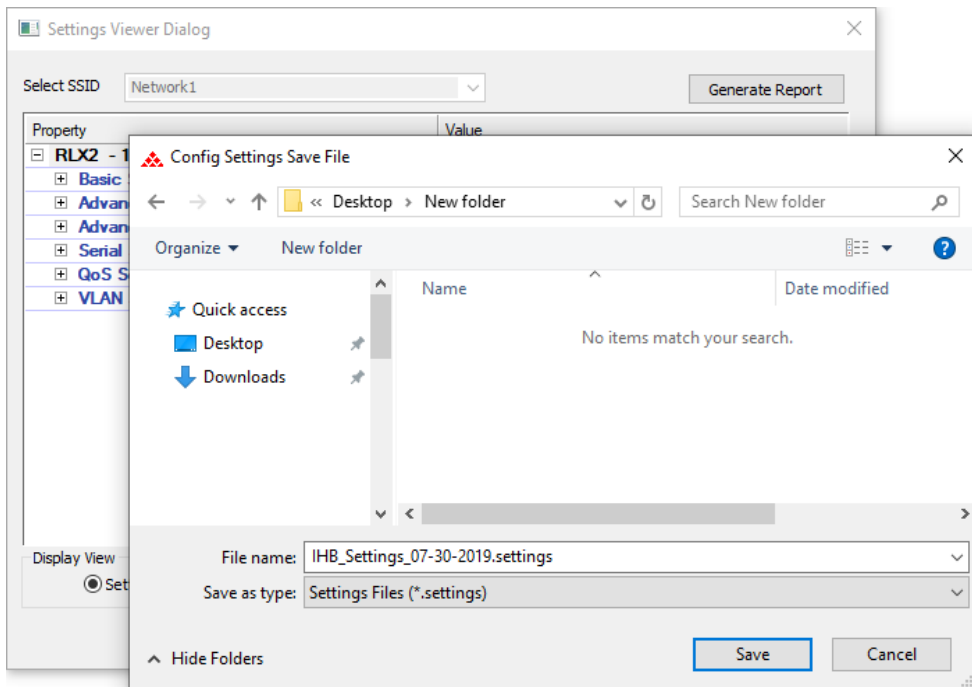 Settings Viewer Dialog
Select SSID Network1 Generate Report
Property Value
RLX2 - 1
Basic
Advan
Advan
Serial
QoS S
VLAN
Display View
Set
Config Settings Save File
« Desktop › New folder Search New folder
Organize New folder ?
Name Date modified
Quick access
Desktop
Downloads
No items match your search.
File name: IHB_Settings_07-30-2019.settings
Save as type: Settings Files (*.settings)
Hide Folders Save Cancel